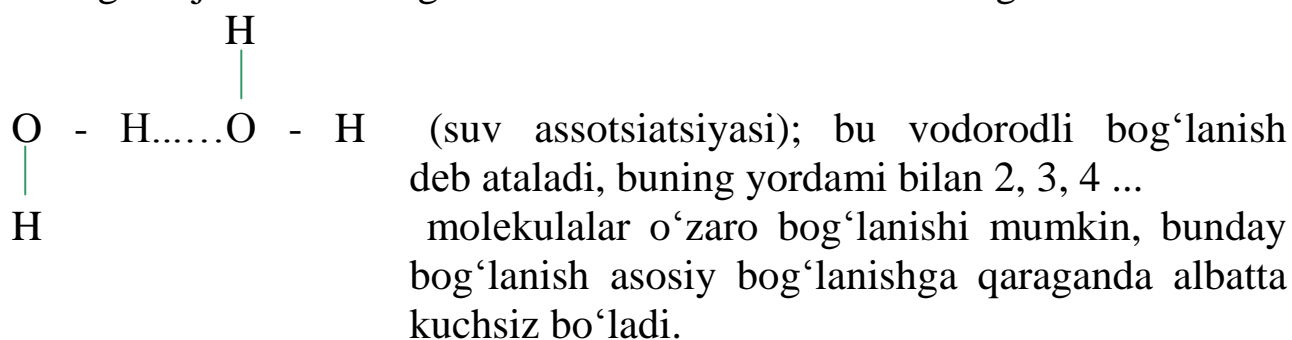 H
O - H...…O - H (suv assotsiatsiyasi); bu vodorodli bog‘lanish
deb ataladi, buning yordami bilan 2, 3, 4 ...
H
molekulalar o‘zaro bog‘lanishi mumkin, bunday
bog‘lanish asosiy bog‘lanishga qaraganda albatta
kuchsiz bo‘ladi.